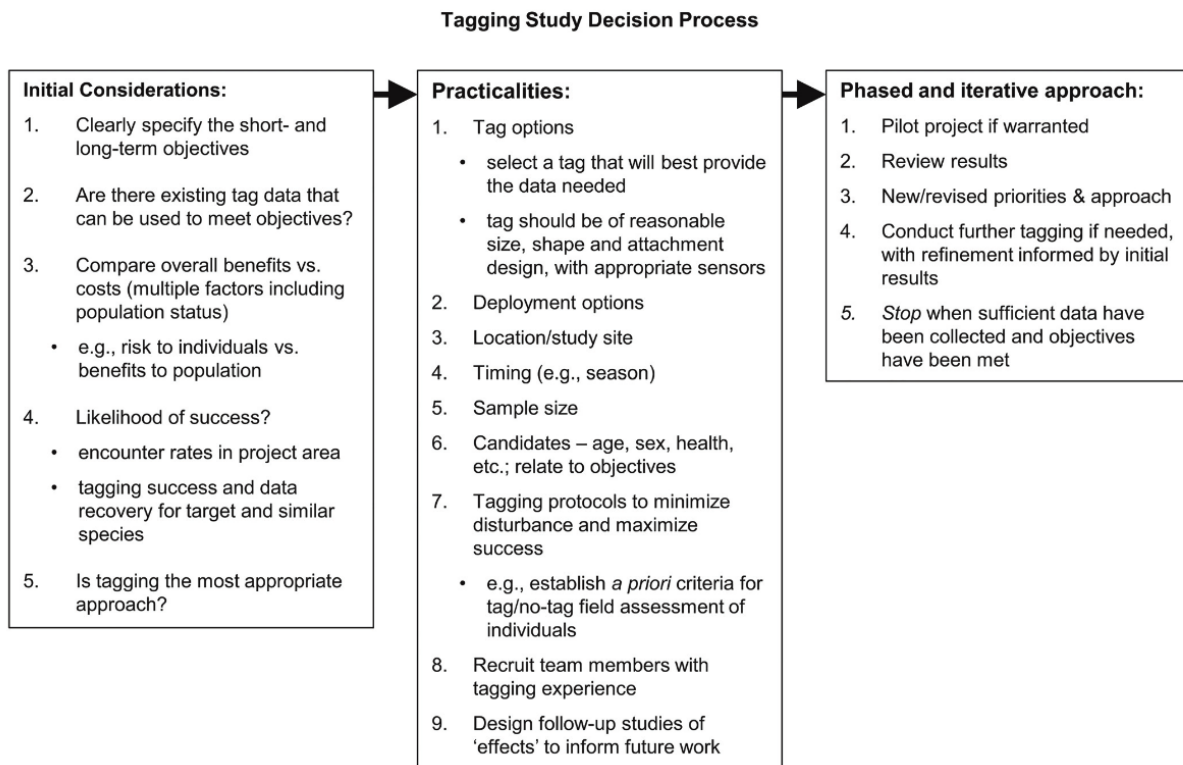 Tagging Study Decision Process
Initial Considerations:
1. Clearly specify the short- and
long-term objectives
2. Are there existing tag data that
can be used to meet objectives?
3. Compare overall benefits vs.
costs (multiple factors including
population status)
• e.g., risk to individuals vs.
benefits to population
4. Likelihood of success?
• encounter rates in project area
• tagging success and data
recovery for target and similar
species
5. Is tagging the most appropriate
approach?
Practicalities:
1. Tag options
• select a tag that will best provide
the data needed
• tag should be of reasonable
size, shape and attachment
design, with appropriate sensors
2. Deployment options
3. Location/study site
4. Timing (e.g., season)
5. Sample size
6. Candidates – age, sex, health,
etc.; relate to objectives
7. Tagging protocols to minimize
disturbance and maximize
success
• e.g., establish a priori criteria for
tag/no-tag field assessment of
individuals
8. Recruit team members with
tagging experience
9. Design follow-up studies of
‘effects’ to inform future work
Phased and iterative approach:
1. Pilot project if warranted
2. Review results
3. New/revised priorities & approach
4. Conduct further tagging if needed,
with refinement informed by initial
results
5. Stop when sufficient data have
been collected and objectives
have been met